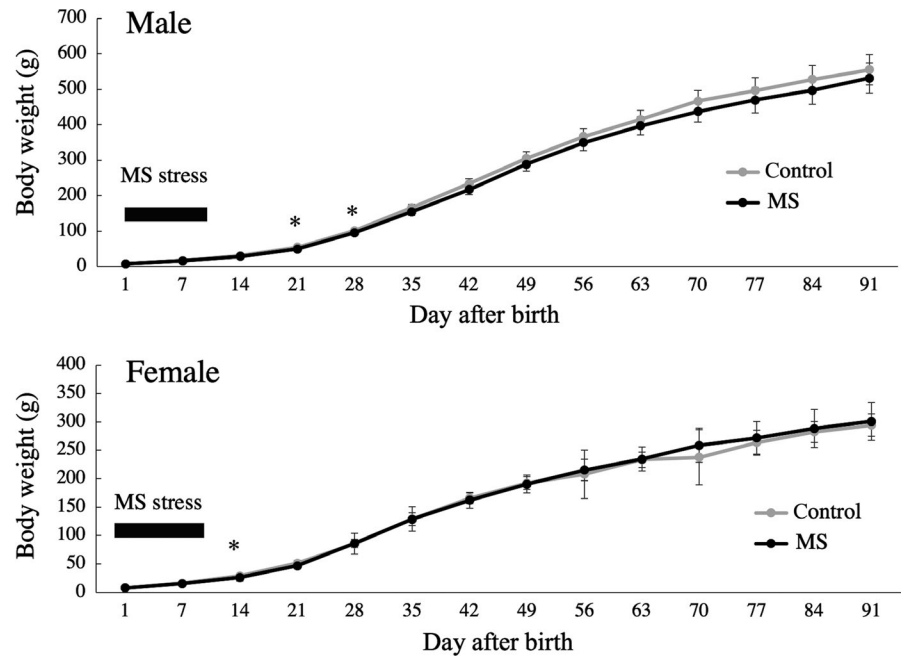 Male
Body weight (g)
700
600
500
400
300
200
100
0
MS stress
*
*
Control
MS
1 7 14 21 28 35 42 49 56 63 70 77 84 91
Day after birth
Female
Body weight (g)
400
350
300
250
200
150
100
50
0
MS stress
*
Control
MS
1 7 14 21 28 35 42 49 56 63 70 77 84 91
Day after birth